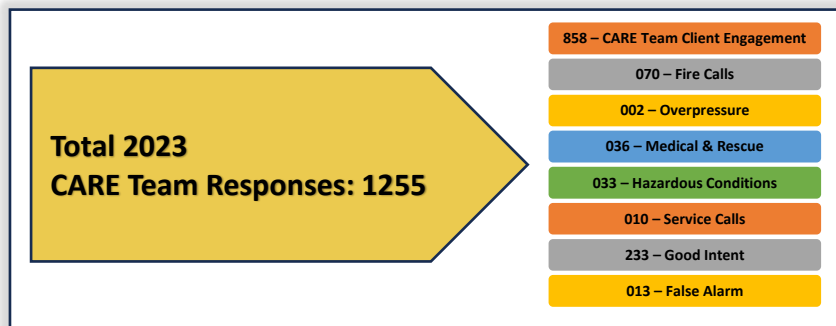 Total 2023
CARE Team Responses: 1255
858 – CARE Team Client Engagement
070 – Fire Calls
002 – Overpressure
036 – Medical & Rescue
033 – Hazardous Conditions
010 – Service Calls
233 – Good Intent
013 – False Alarm